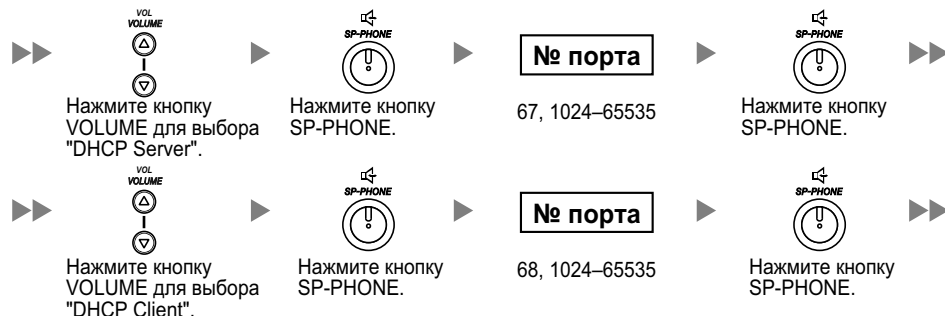 VOL
VOLUME
SP-PHONE
№ порта
SP-PHONE
Нажмите кнопку
VOLUME для выбора
"DHCP Server".
Нажмите кнопку
SP-PHONE.
67, 1024–65535
Нажмите кнопку
SP-PHONE.
VOL
VOLUME
SP-PHONE
№ порта
SP-PHONE
Нажмите кнопку
VOLUME для выбора
"DHCP Client".
Нажмите кнопку
SP-PHONE.
68, 1024–65535
Нажмите кнопку
SP-PHONE.